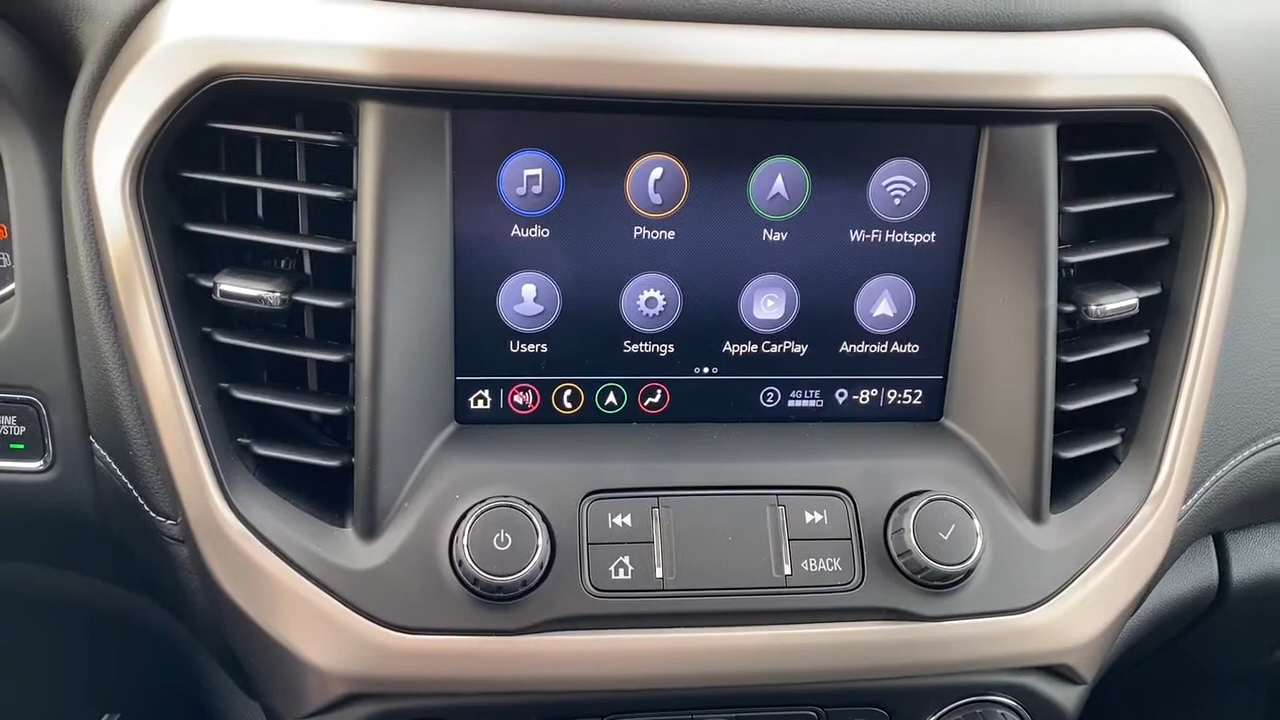 Audio
Phone
Nav
Wi-Fi Hotspot
Users
Settings
Apple CarPlay
Android Auto
2
4G LTE
-8°
9:52
/STOP
BACK